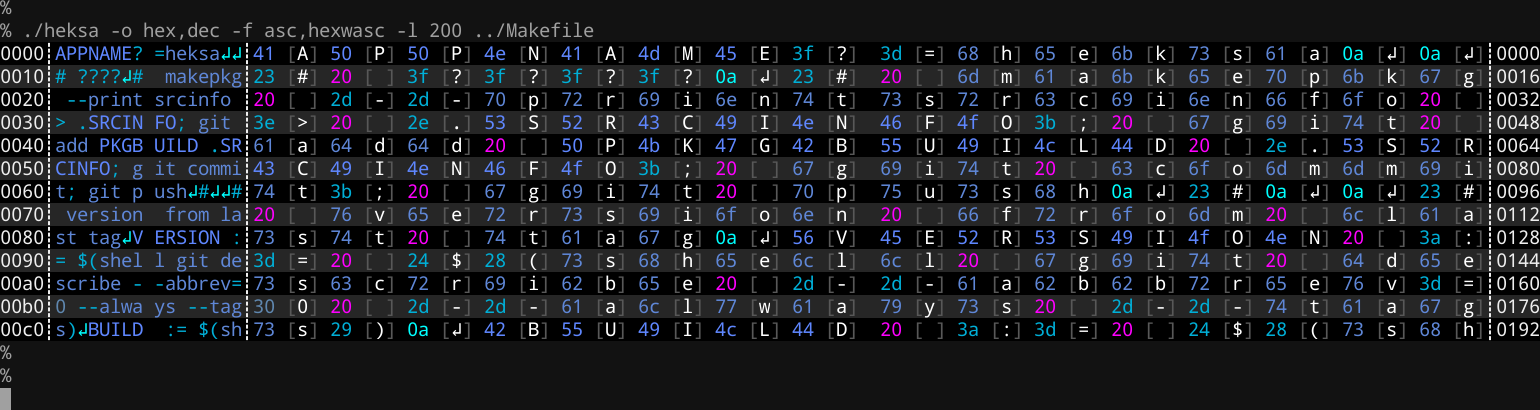 %
% ./heksa -o hex,dec -f asc,hexwasc -l 200 ../Makefile
0000 APPNAME? =heksa↲↲ 41 [A] 50 [P] 50 [P] 4e [N] 41 [A] 4d [M] 45 [E] 3f [?] 3d [=] 68 [h] 65 [e] 6b [k] 73 [s] 61 [a] 0a [↲] 0a [↲] 0000
0010 # ????↲#  makepkg 23 [#] 20 [ ] 3f [?] 3f [?] 3f [?] 3f [?] 0a [↲] 23 [#] 20 [ ] 6d [m] 61 [a] 6b [k] 65 [e] 70 [p] 6b [k] 67 [g] 0016
0020  --print srcinfo  20 [ ] 2d [-] 2d [-] 70 [p] 72 [r] 69 [i] 6e [n] 74 [t] 73 [s] 72 [r] 63 [c] 69 [i] 6e [n] 66 [f] 6f [o] 20 [ ] 0032
0030 > .SRCIN FO; git  3e [>] 20 [ ] 2e [.] 53 [S] 52 [R] 43 [C] 49 [I] 4e [N] 46 [F] 4f [O] 3b [;] 20 [ ] 67 [g] 69 [i] 74 [t] 20 [ ] 0048
0040 add PKGB UILD .SR 61 [a] 64 [d] 64 [d] 20 [ ] 50 [P] 4b [K] 47 [G] 42 [B] 55 [U] 49 [I] 4c [L] 44 [D] 20 [ ] 2e [.] 53 [S] 52 [R] 0064
0050 CINFO; g it commi 43 [C] 49 [I] 4e [N] 46 [F] 4f [O] 3b [;] 20 [ ] 67 [g] 69 [i] 74 [t] 20 [ ] 63 [c] 6f [o] 6d [m] 6d [m] 69 [i] 0080
0060 t; git p ush↲#↲↲# 74 [t] 3b [;] 20 [ ] 67 [g] 69 [i] 74 [t] 20 [ ] 70 [p] 75 [u] 73 [s] 68 [h] 0a [↲] 23 [#] 0a [↲] 0a [↲] 23 [#] 0096
0070  version  from la 20 [ ] 76 [v] 65 [e] 72 [r] 73 [s] 69 [i] 6f [o] 6e [n] 20 [ ] 66 [f] 72 [r] 6f [o] 6d [m] 20 [ ] 6c [l] 61 [a] 0112
0080 st tag↲V ERSION : 73 [s] 74 [t] 20 [ ] 74 [t] 61 [a] 67 [g] 0a [↲] 56 [V] 45 [E] 52 [R] 53 [S] 49 [I] 4f [O] 4e [N] 20 [ ] 3a [:] 0128
0090 = $(shel l git de 3d [=] 20 [ ] 24 [$] 28 [(] 73 [s] 68 [h] 65 [e] 6c [l] 6c [l] 20 [ ] 67 [g] 69 [i] 74 [t] 20 [ ] 64 [d] 65 [e] 0144
00a0 scribe - -abbrev= 73 [s] 63 [c] 72 [r] 69 [i] 62 [b] 65 [e] 20 [ ] 2d [-] 2d [-] 61 [a] 62 [b] 62 [b] 72 [r] 65 [e] 76 [v] 3d [=] 0160
00b0 0 --alwa ys --tag 30 [0] 20 [ ] 2d [-] 2d [-] 61 [a] 6c [l] 77 [w] 61 [a] 79 [y] 73 [s] 20 [ ] 2d [-] 2d [-] 74 [t] 61 [a] 67 [g] 0176
00c0 s)↲BUILD  := $(sh 73 [s] 29 [)] 0a [↲] 42 [B] 55 [U] 49 [I] 4c [L] 44 [D] 20 [ ] 3a [:] 3d [=] 20 [ ] 24 [$] 28 [(] 73 [s] 68 [h] 0192
%
%